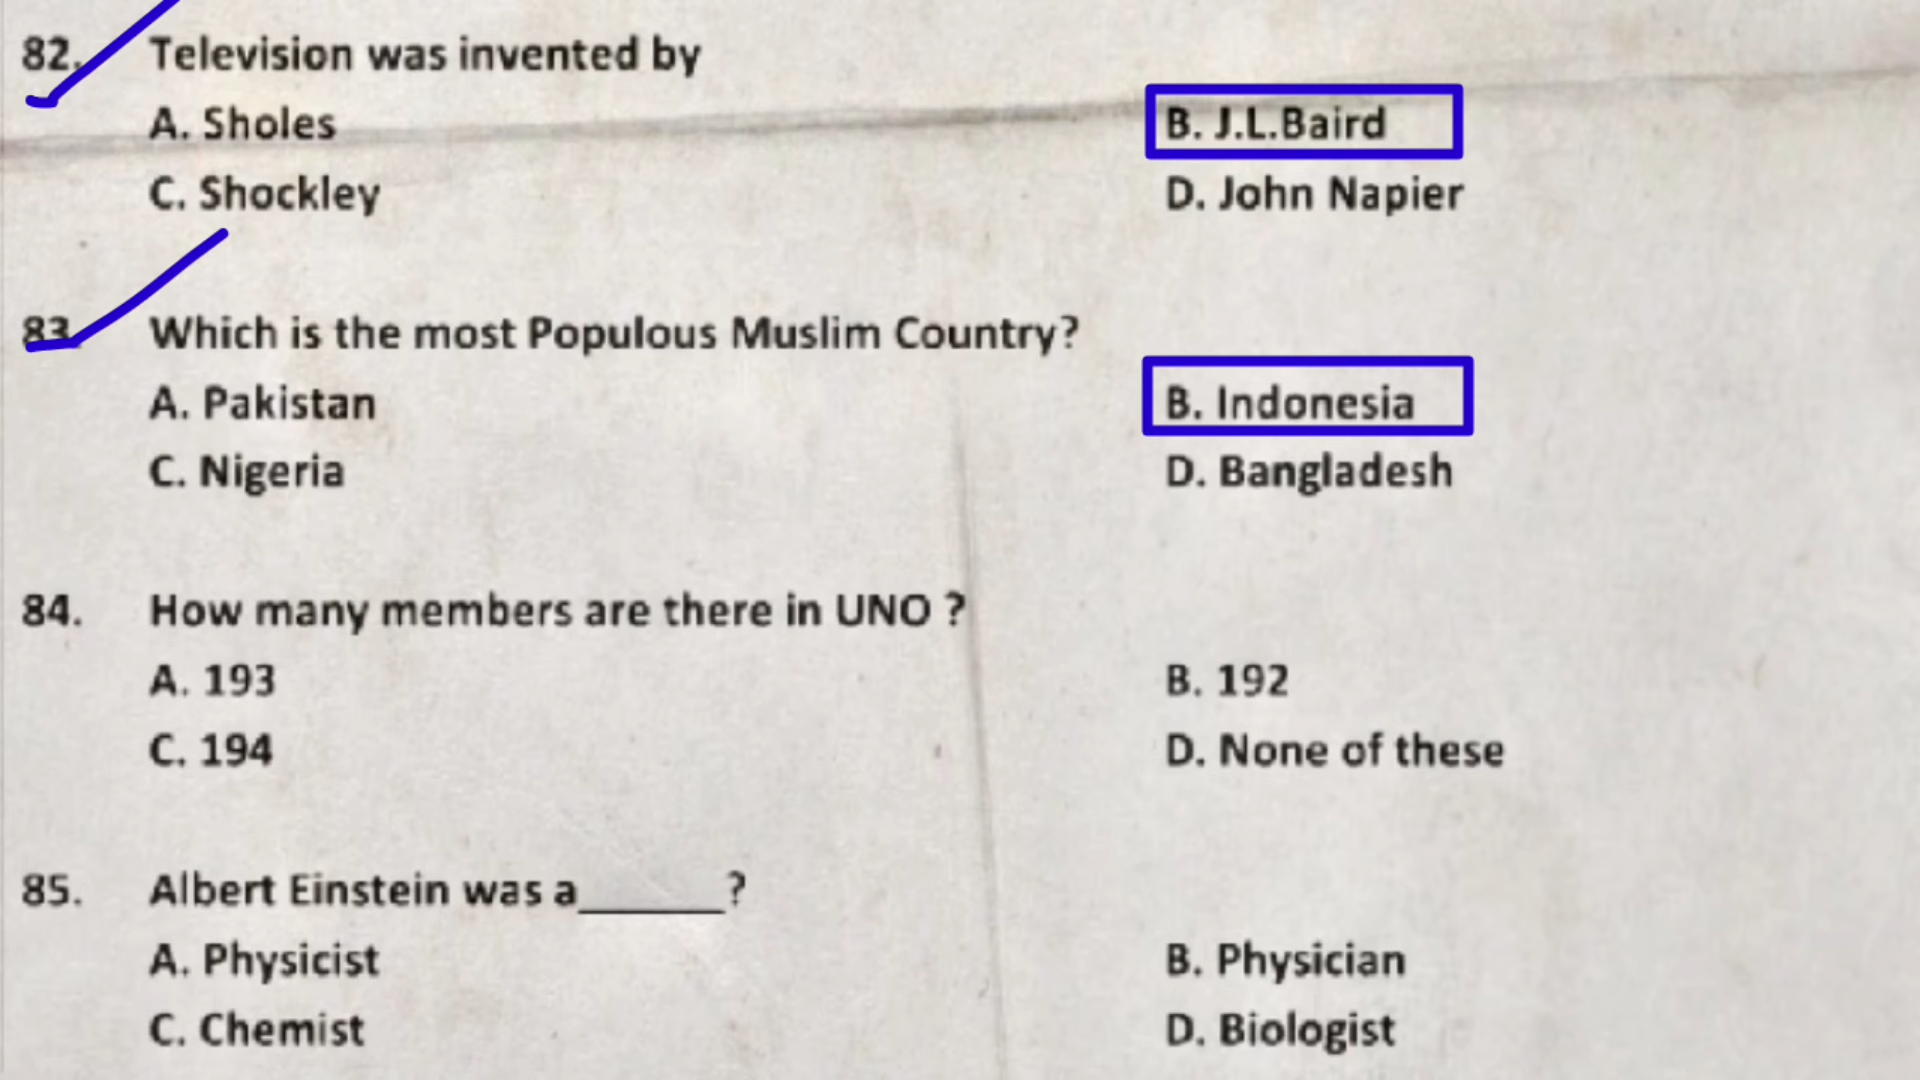 82. Television was invented by
A. Sholes B. J.L.Baird
C. Shockley D. John Napier
83. Which is the most Populous Muslim Country?
A. Pakistan B. Indonesia
C. Nigeria D. Bangladesh
84. How many members are there in UNO ?
A. 193 B. 192
C. 194 D. None of these
85. Albert Einstein was a______?
A. Physicist B. Physician
C. Chemist D. Biologist